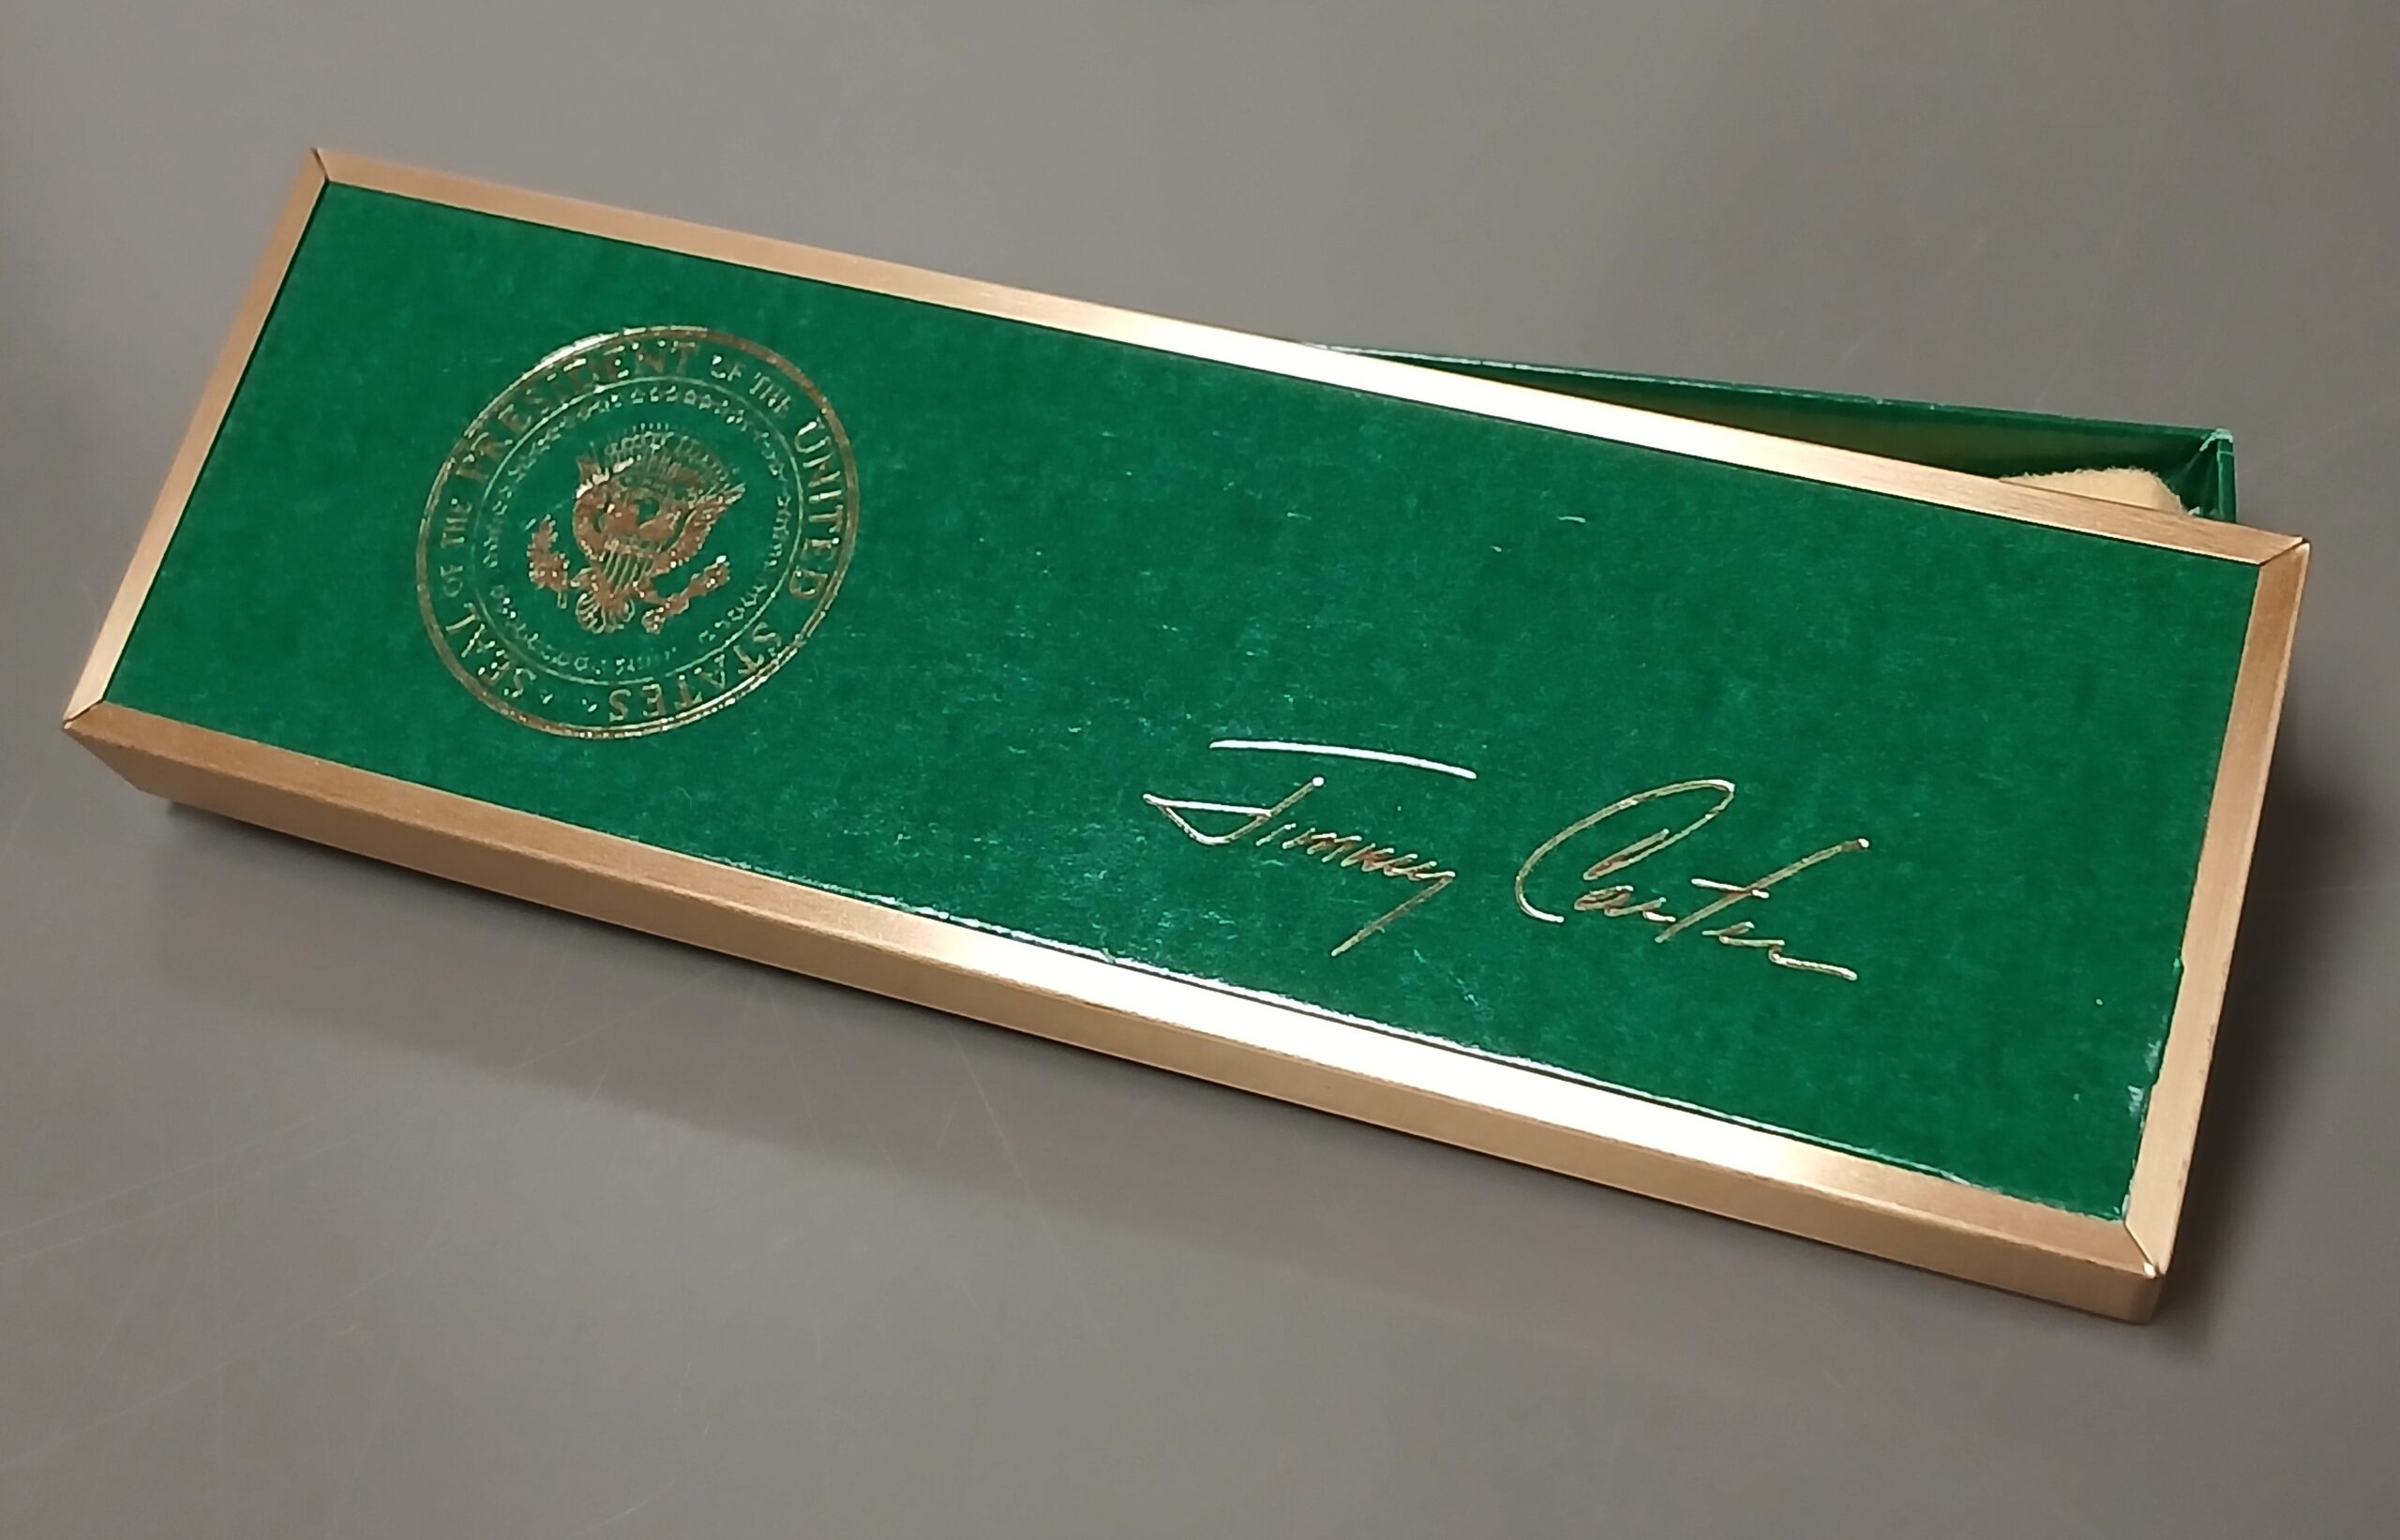 SEAL OF THE PRESIDENT OF THE UNITED STATES
Jimmy Carter